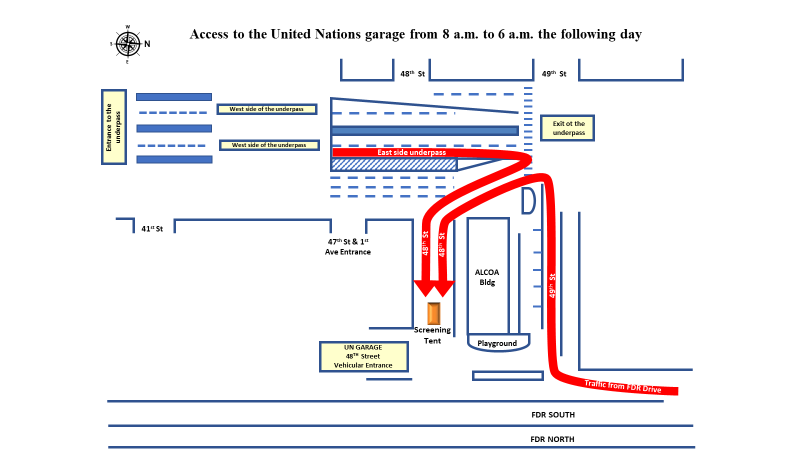 Access to the United Nations garage from 8 a.m. to 6 a.m. the following day
W
S
N
E
48th St
49th St
Entrance to the
underpass
West side of the underpass
West side of the underpass
Exit ot the
underpass
East side underpass
41st St
47th St & 1st
Ave Entrance
48th St
48th St
49th St
ALCOA
Bldg
Screening
Tent
Playground
UN GARAGE
48TH Street
Vehicular Entrance
Traffic from FDR Drive
FDR SOUTH
FDR NORTH